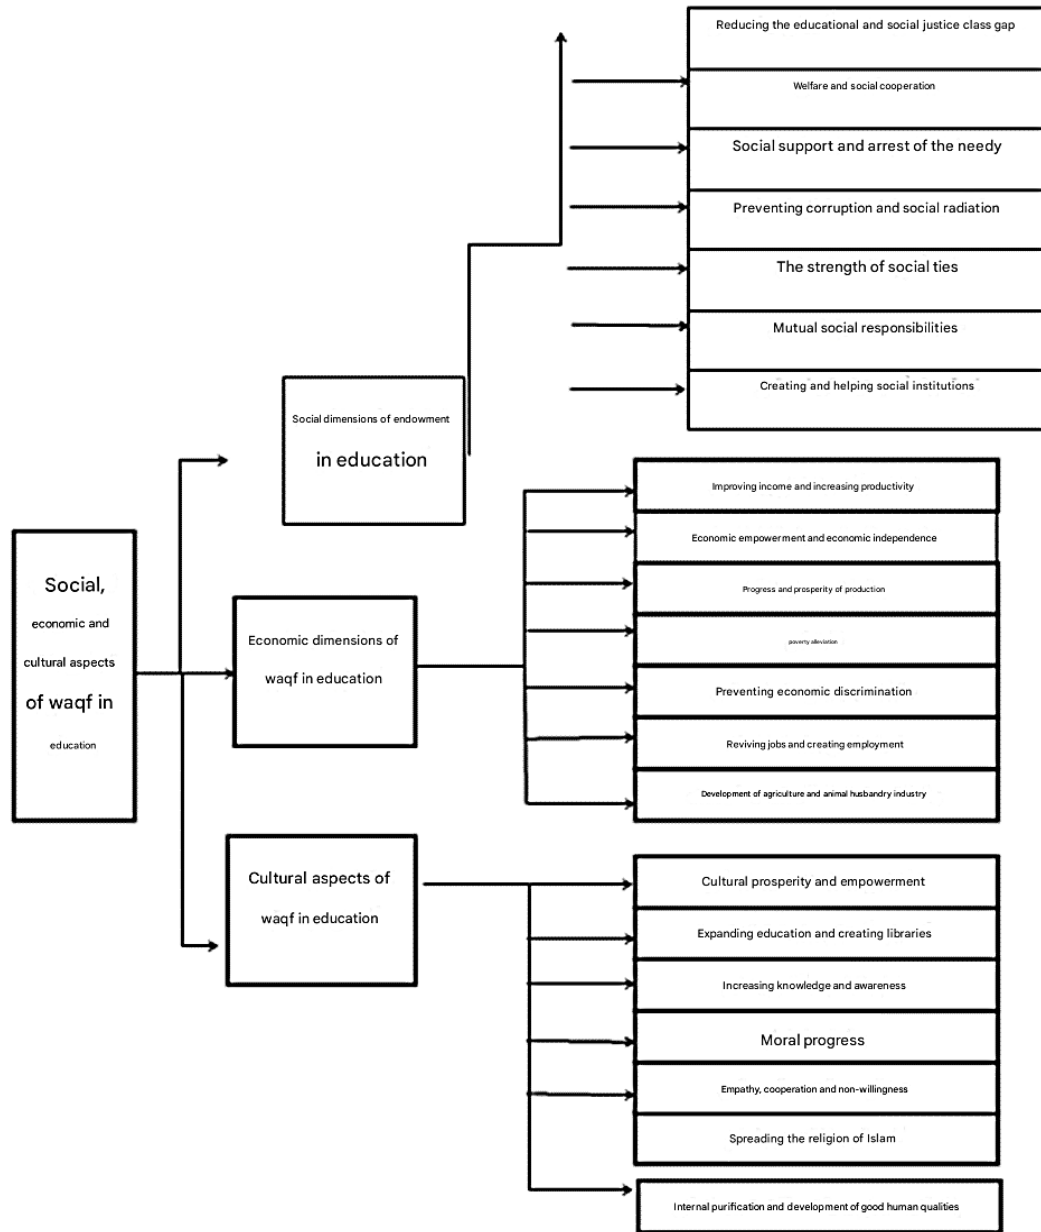 Reducing the educational and social justice class gap
Welfare and social cooperation
Social support and arrest of the needy
Preventing corruption and social radiation
The strength of social ties
Mutual social responsibilities
Creating and helping social institutions
Social dimensions of endowment
in education
Improving income and increasing productivity
Economic empowerment and economic independence
Progress and prosperity of production
poverty alleviation
Preventing economic discrimination
Reviving jobs and creating employment
Development of agriculture and animal husbandry industry
Social,
economic and
cultural aspects
of waqf in
education
Economic dimensions of
waqf in education
Cultural aspects of
waqf in education
Cultural prosperity and empowerment
Expanding education and creating libraries
Increasing knowledge and awareness
Moral progress
Empathy, cooperation and non-willingness
Spreading the religion of Islam
Internal purification and development of good human qualities